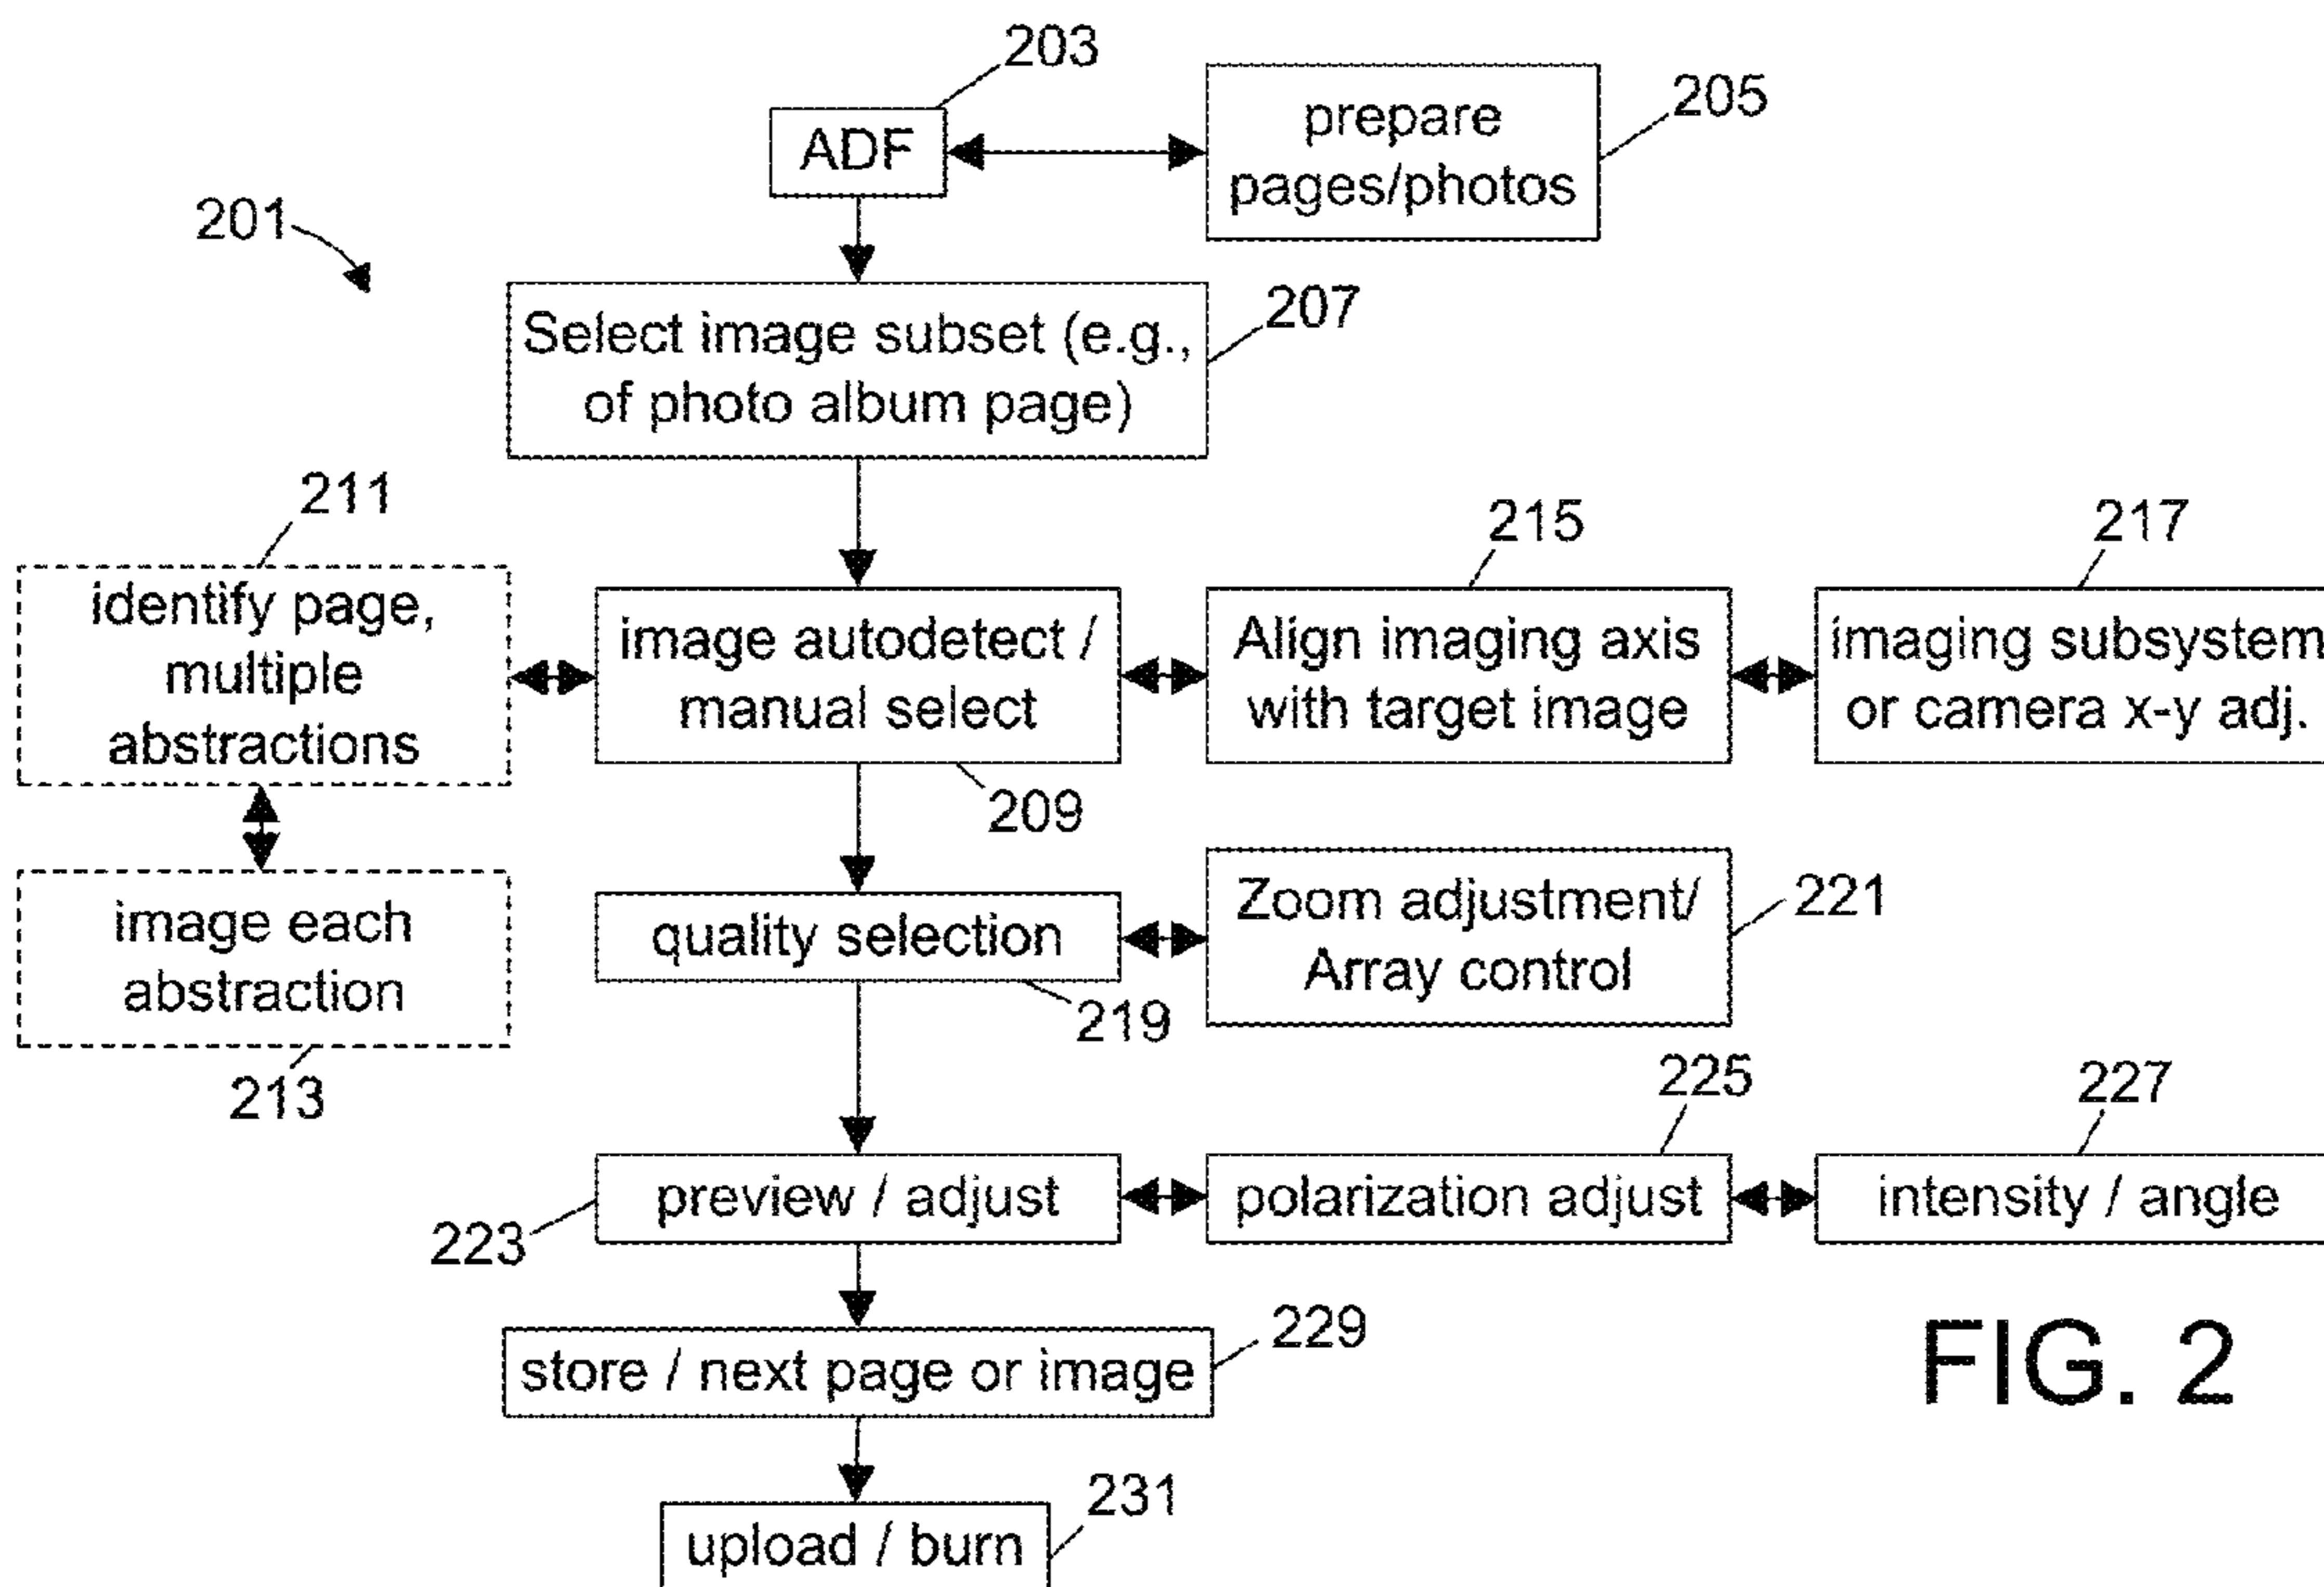 203
ADF
prepare
pages/photos
205
201
Select image subset (e.g.,
of photo album page)
207
211
identify page,
multiple
abstractions
image autodetect /
manual select
209
215
Align imaging axis
with target image
217
imaging subsystem
or camera x-y adj.
image each
abstraction
213
quality selection
219
Zoom adjustment/
Array control
221
preview / adjust
223
225
polarization adjust
227
intensity / angle
store / next page or image
229
FIG. 2
upload / burn
231